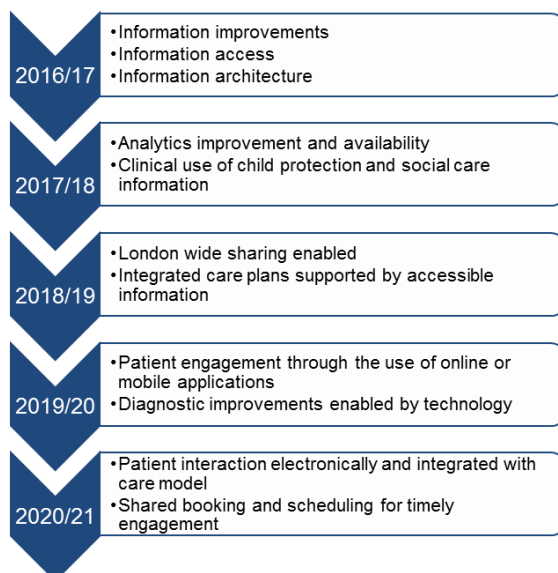 2016/17
•Information improvements
•Information access
•Information architecture
2017/18
•Analytics improvement and availability
•Clinical use of child protection and social care
information
2018/19
•London wide sharing enabled
•Integrated care plans supported by accessible
information
2019/20
•Patient engagement through the use of online or
mobile applications
•Diagnostic improvements enabled by technology
2020/21
•Patient interaction electronically and integrated with
care model
•Shared booking and scheduling for timely
engagement